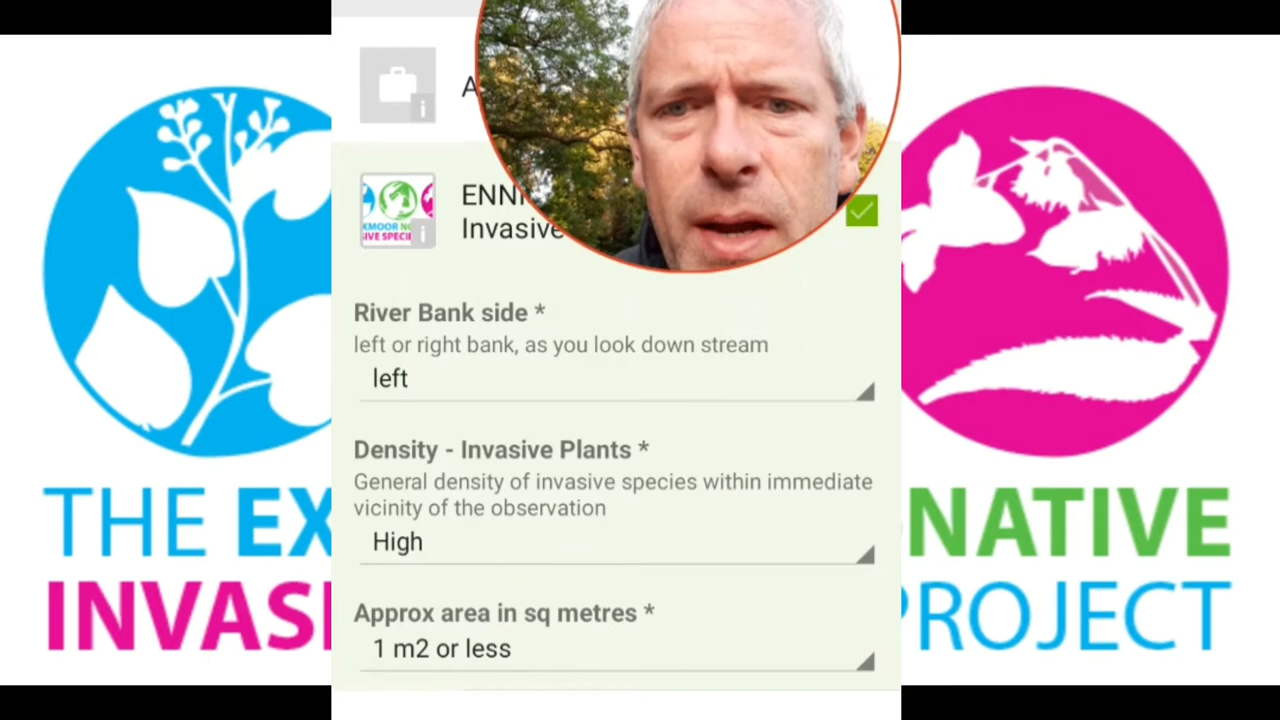 ENN
Invasive
River Bank side *
left or right bank, as you look down stream
left
Density - Invasive Plants *
General density of invasive species within immediate
vicinity of the observation
High
Approx area in sq metres *
1 m2 or less
THE EX
INVAS
NATIVE
PROJECT